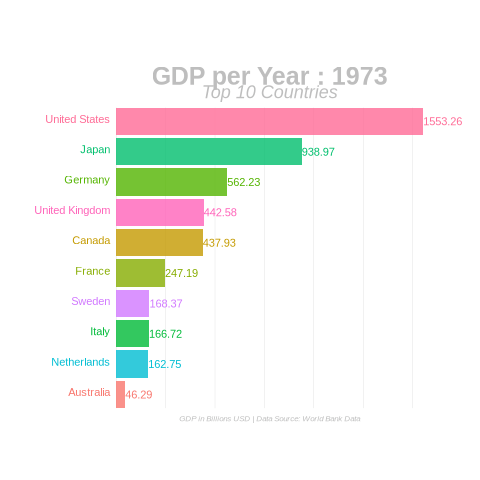 GDP per Year : 1973
Top 10 Countries
United States 1553.26
Japan 938.97
Germany 562.23
United Kingdom 442.58
Canada 437.93
France 247.19
Sweden 168.37
Italy 166.72
Netherlands 162.75
Australia 46.29
GDP in Billions USD | Data Source: World Bank Data